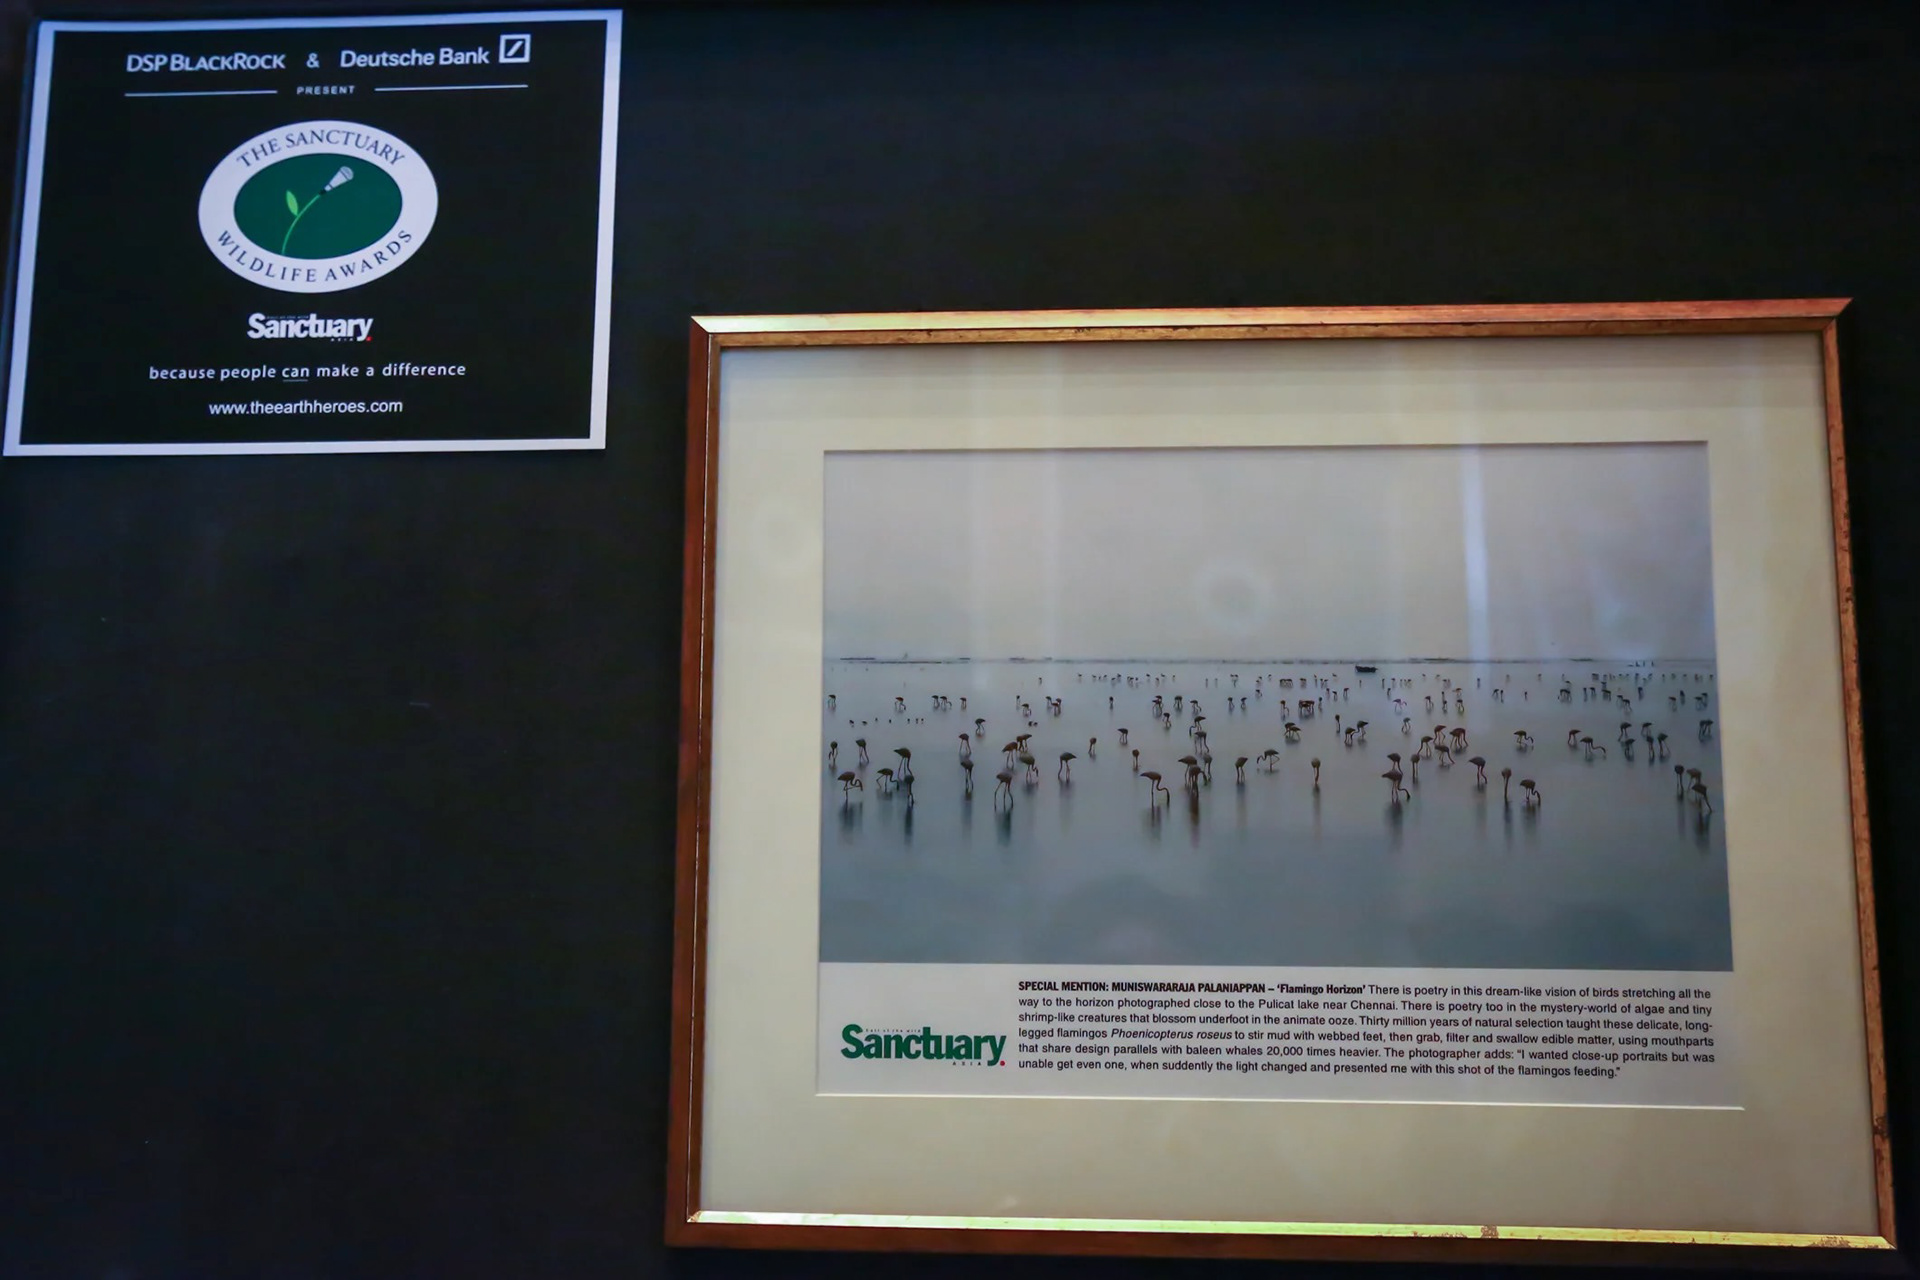 DSP BLACKROCK & Deutsche Bank
PRESENT
THE SANCTUARY
WILDLIFE AWARDS
Sanctuary
ASIA
because people can make a difference
www.theearthheroes.com
SPECIAL MENTION: MUNISWARARAJA PALANIAPPAN – 'Flamingo Horizon' There is poetry in this dream-like vision of birds stretching all the
way to the horizon photographed close to the Pulicat lake near Chennai. There is poetry too in the mystery-world of algae and tiny
shrimp-like creatures that blossom underfoot in the animate ooze. Thirty million years of natural selection taught these delicate, long-
legged flamingos Phoenicopterus roseus to stir mud with webbed feet, then grab, filter and swallow edible matter, using mouthparts
that share design parallels with baleen whales 20,000 times heavier. The photographer adds: "I wanted close-up portraits but was
unable get even one, when suddenly the light changed and presented me with this shot of the flamingos feeding."
Sanctuary
ASIA